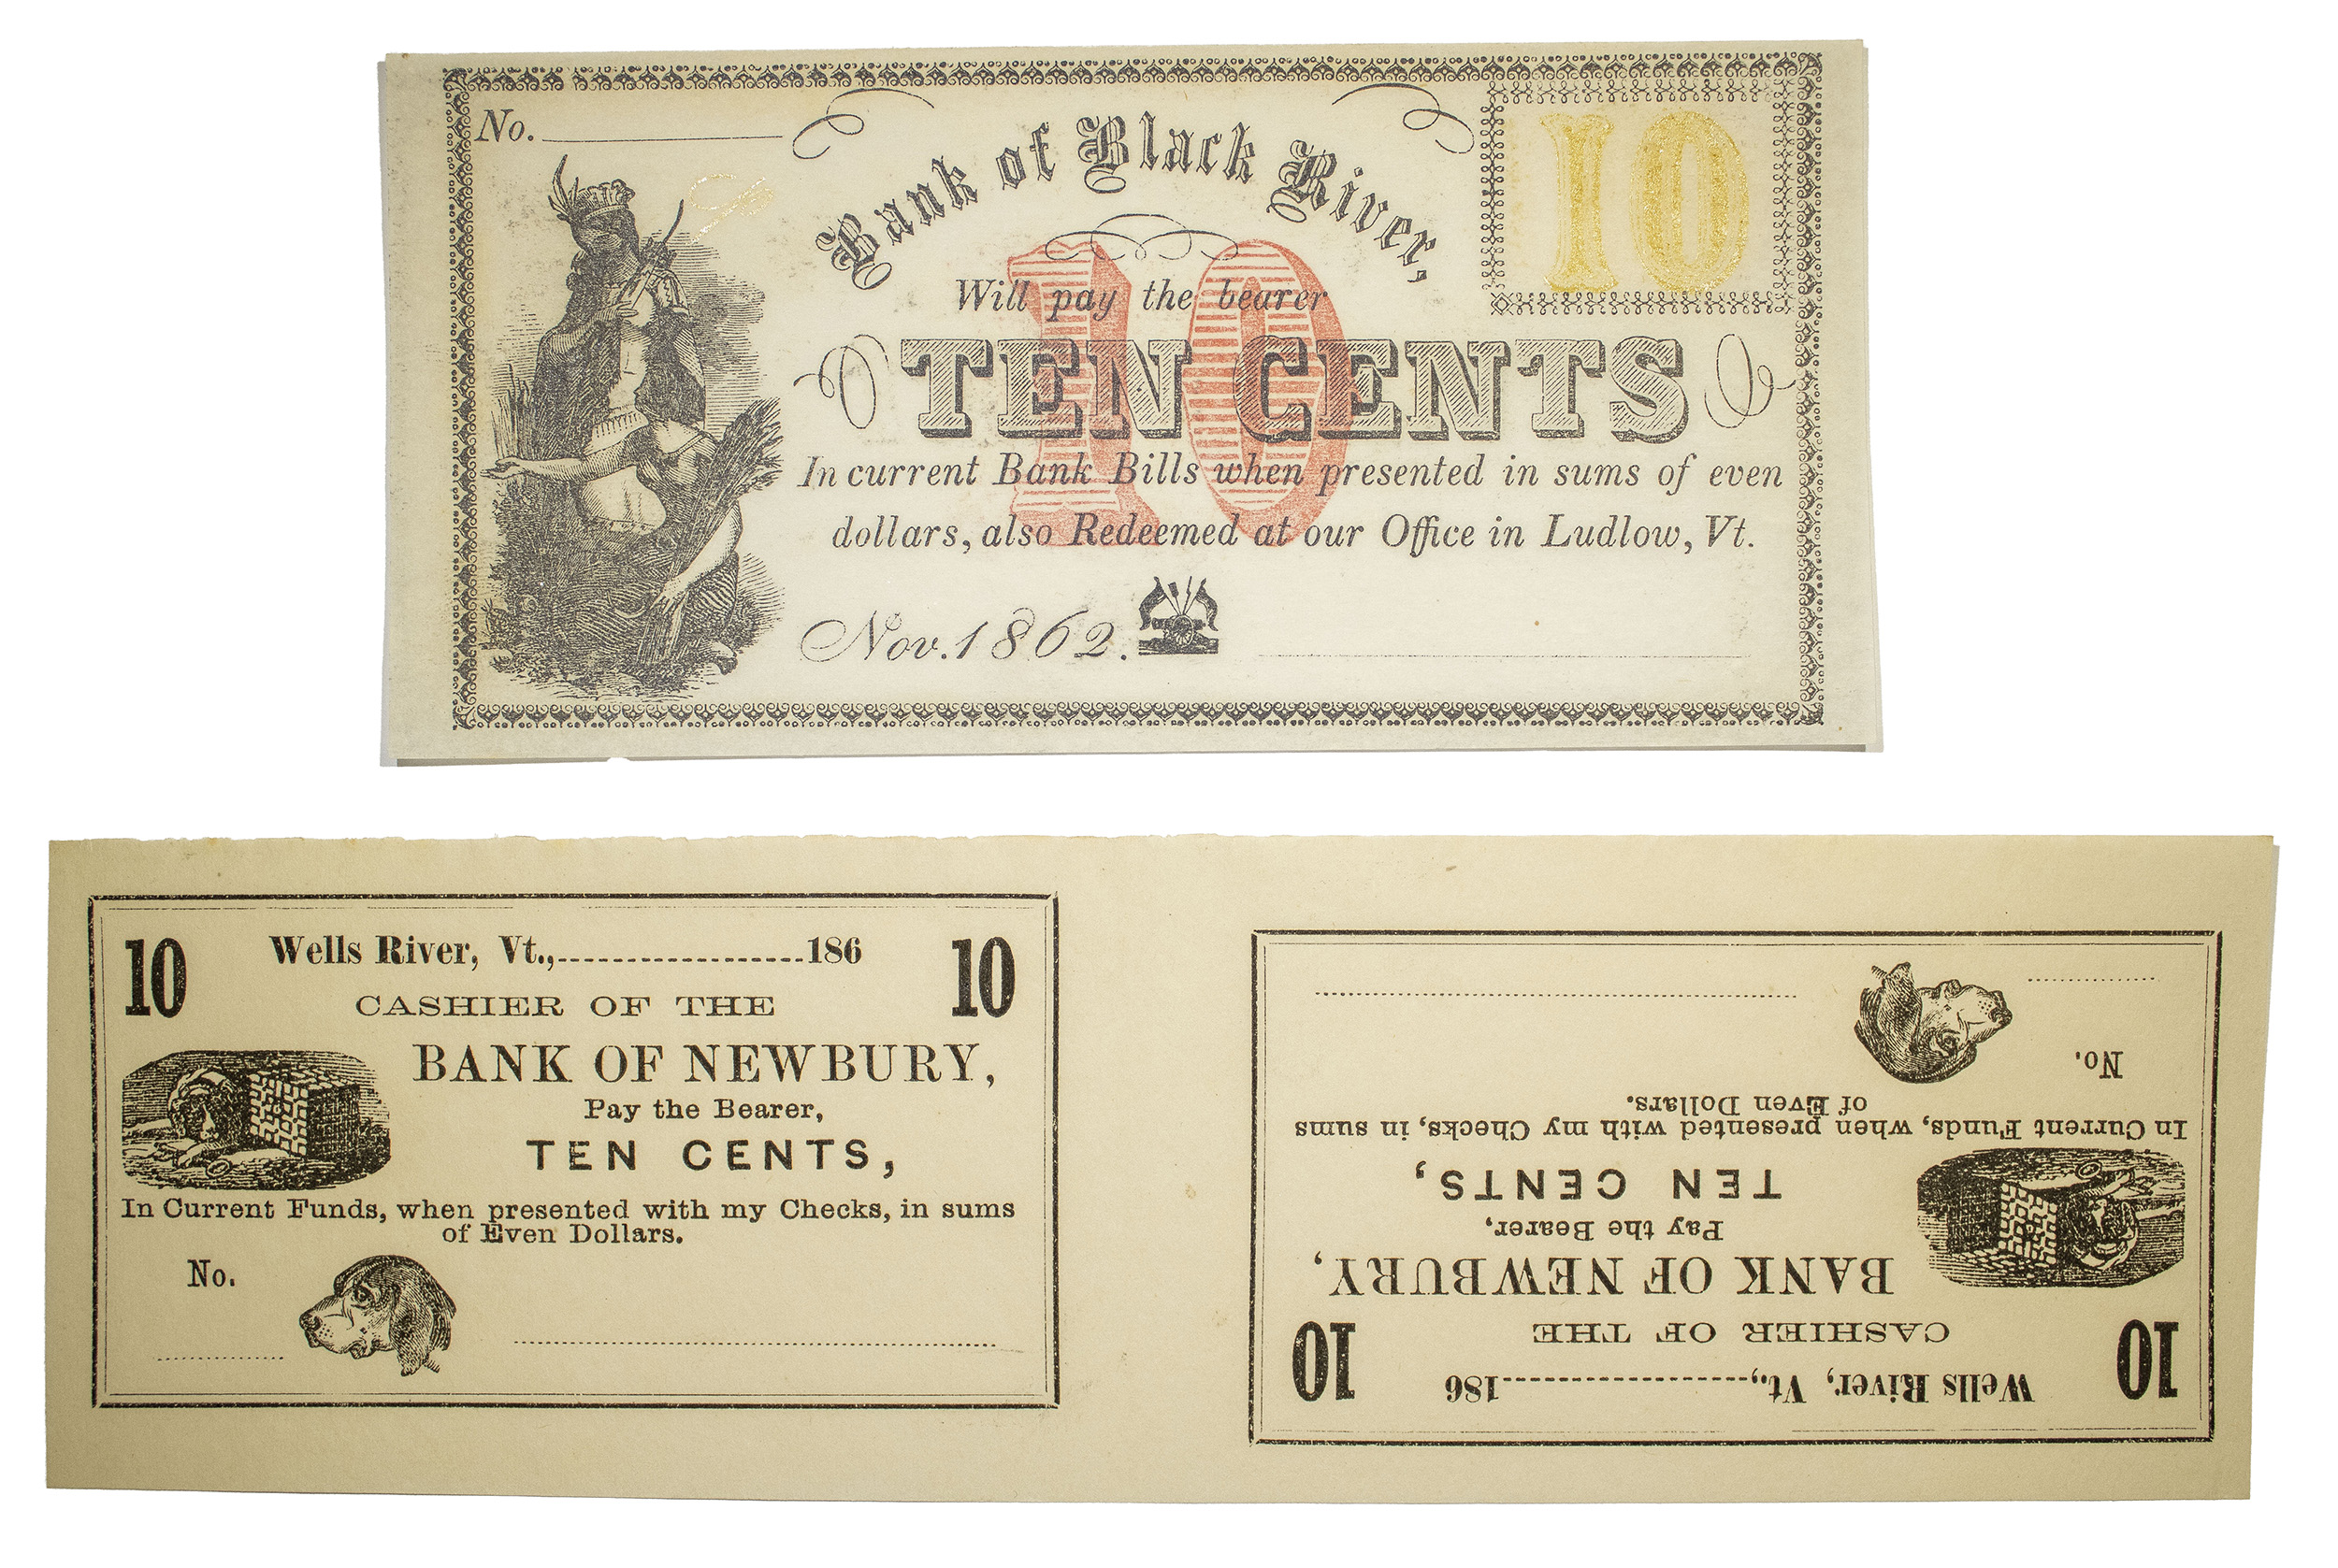 No.
10
Bank of Black River,
Will pay the bearer
10
TEN CENTS
In current Bank Bills when presented in sums of even
dollars, also Redeemed at our Office in Ludlow, Vt.
Nov. 1862.
10 Wells River, Vt.,                    186 10
CASHIER OF THE
BANK OF NEWBURY,
Pay the Bearer,
TEN CENTS,
In Current Funds, when presented with my Checks, in sums
of Even Dollars.
No.
10 Wells River, Vt.,                    186 10
CASHIER OF THE
BANK OF NEWBURY,
Pay the Bearer,
TEN CENTS,
In Current Funds, when presented with my Checks, in sums
of Even Dollars.
No.